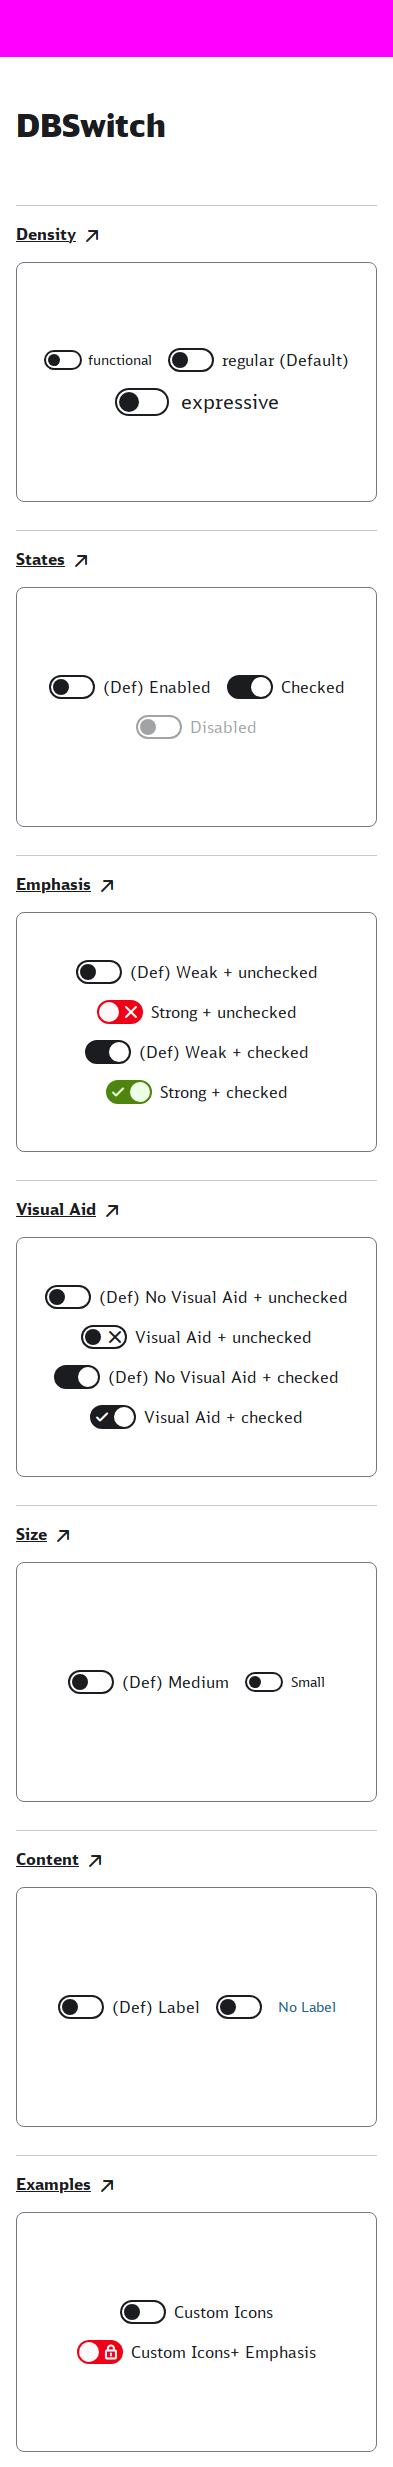 DBSwitch
Density
functional regular (Default)
expressive
States
(Def) Enabled Checked
Disabled
Emphasis
(Def) Weak + unchecked
Strong + unchecked
(Def) Weak + checked
Strong + checked
Visual Aid
(Def) No Visual Aid + unchecked
Visual Aid + unchecked
(Def) No Visual Aid + checked
Visual Aid + checked
Size
(Def) Medium Small
Content
(Def) Label No Label
Examples
Custom Icons
Custom Icons+ Emphasis